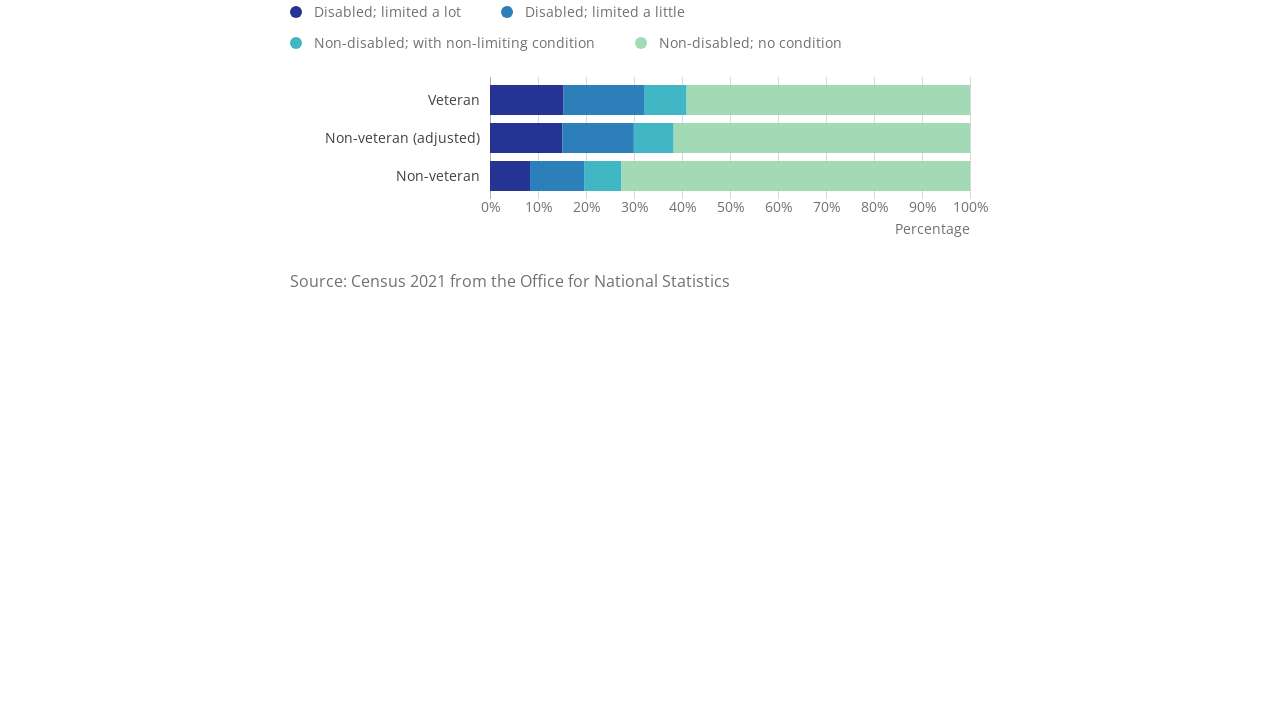 Disabled; limited a lot Disabled; limited a little
Non-disabled; with non-limiting condition Non-disabled; no condition
Veteran
Non-veteran (adjusted)
Non-veteran
0% 10% 20% 30% 40% 50% 60% 70% 80% 90% 100%
Percentage
Source: Census 2021 from the Office for National Statistics